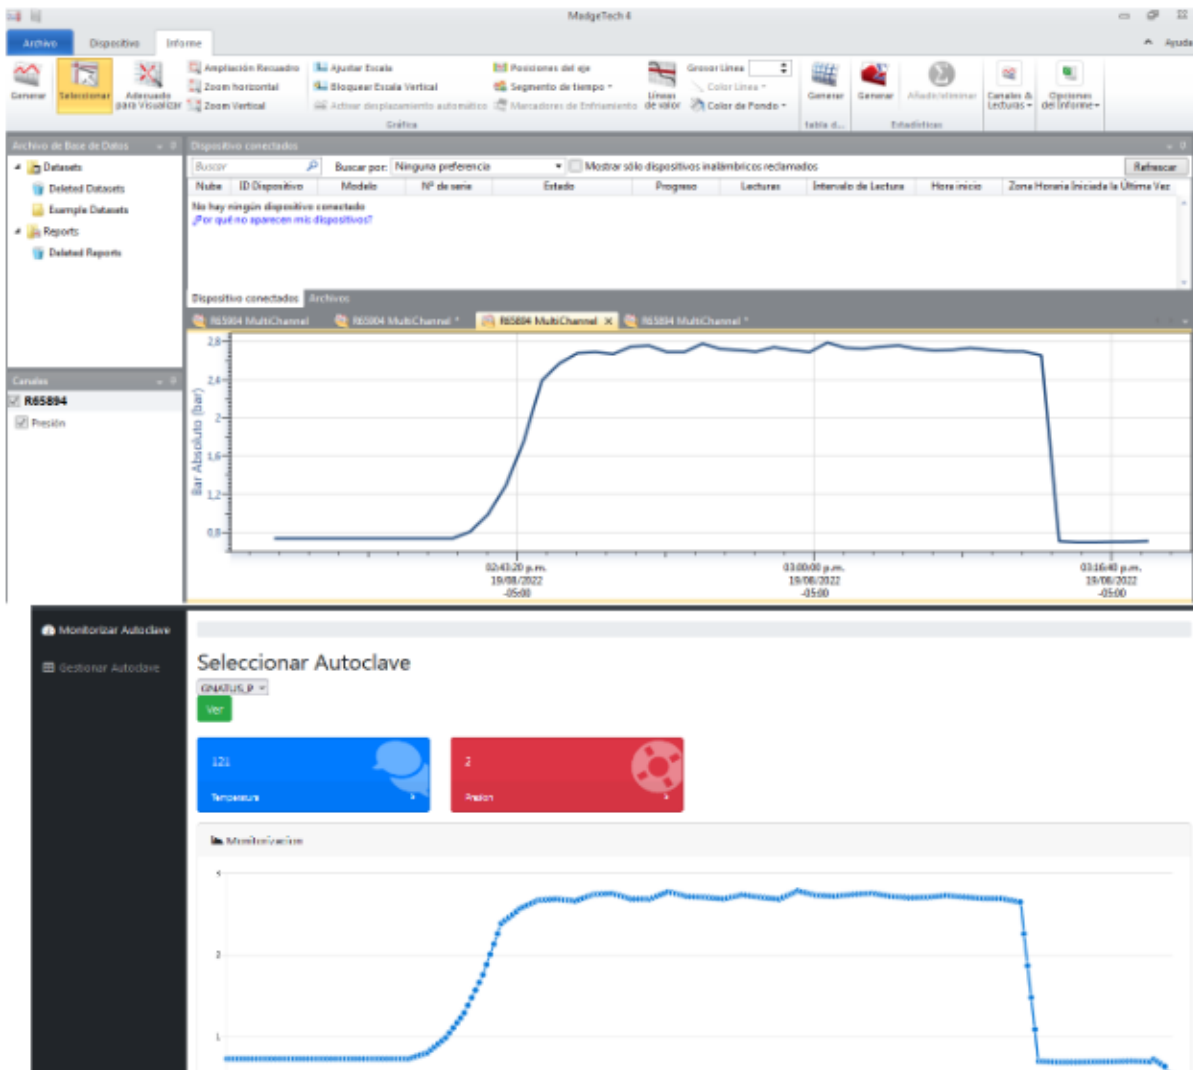 MadgeTech 4
Archivo Dispositivo Informe Ayuda
Generar Seleccionar Adecuado para Visualizar
Ampliación Recuadro
Zoom horizontal
Zoom Vertical
Ajustar Escala
Bloquear Escala Vertical
Activar desplazamiento automático
Posiciones del eje
Segmento de tiempo
Marcadores de Enfriamiento
Líneas de valor
Grosor Línea
Color Línea
Color de Fondo
Generar Generar Añadir/eliminar Canales & Lecturas Opciones del Informe
Gráfica tabla d... Estadísticas
Archivo de Base de Datos
Datasets
Deleted Datasets
Example Datasets
Reports
Deleted Reports
Dispositivos conectados
Buscar Buscar por: Ninguna preferencia Mostrar sólo dispositivos inalámbricos reclamados Refrescar
Nube ID Dispositivo Modelo Nº de serie Estado Progreso Lecturas Intervalo de Lectura Hora inicio Zona Horaria Iniciada la Última Vez
No hay ningún dispositivo conectado
¿Por qué no aparecen mis dispositivos?
Dispositivo conectados Archivos
MultiChannel MultiChannel * R65894 MultiChannel X R65894 MultiChannel *
Canales
R65894
Presión
Bar Absoluto (bar)
2,8
2,4
2
1,6
1,2
0,8
02:43:20 p.m. 03:00:00 p.m. 03:16:40 p.m.
19/08/2022 19/08/2022 19/08/2022
-05:00 -05:00 -05:00
Monitorizar Autoclave
Gestionar Autoclave
Seleccionar Autoclave
GNATUS_P
Ver
121
Temperatura
2
Presion
Monitorizacion
2
1